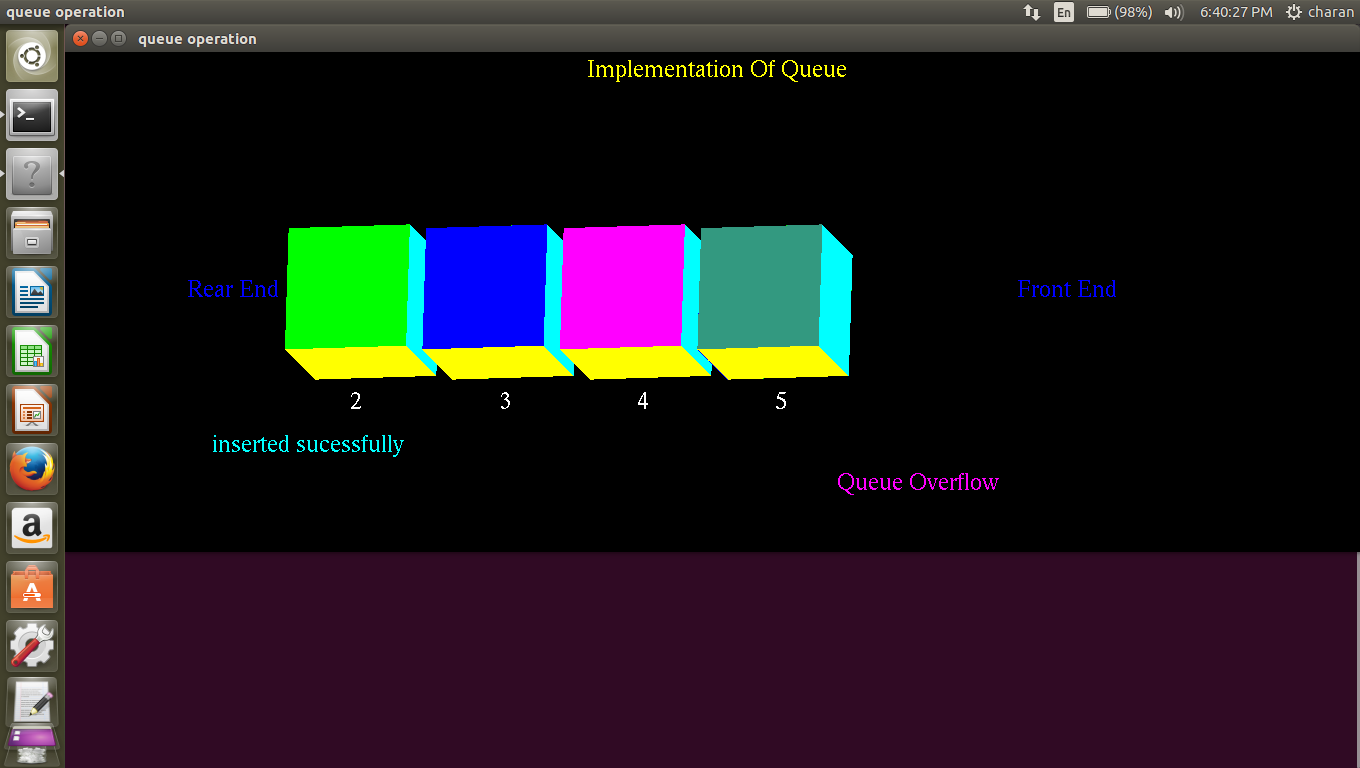 queue operation
En
(98%)
6:40:27 PM
charan
queue operation
Implementation Of Queue
Rear End
Front End
2
3
4
5
inserted sucessfully
Queue Overflow